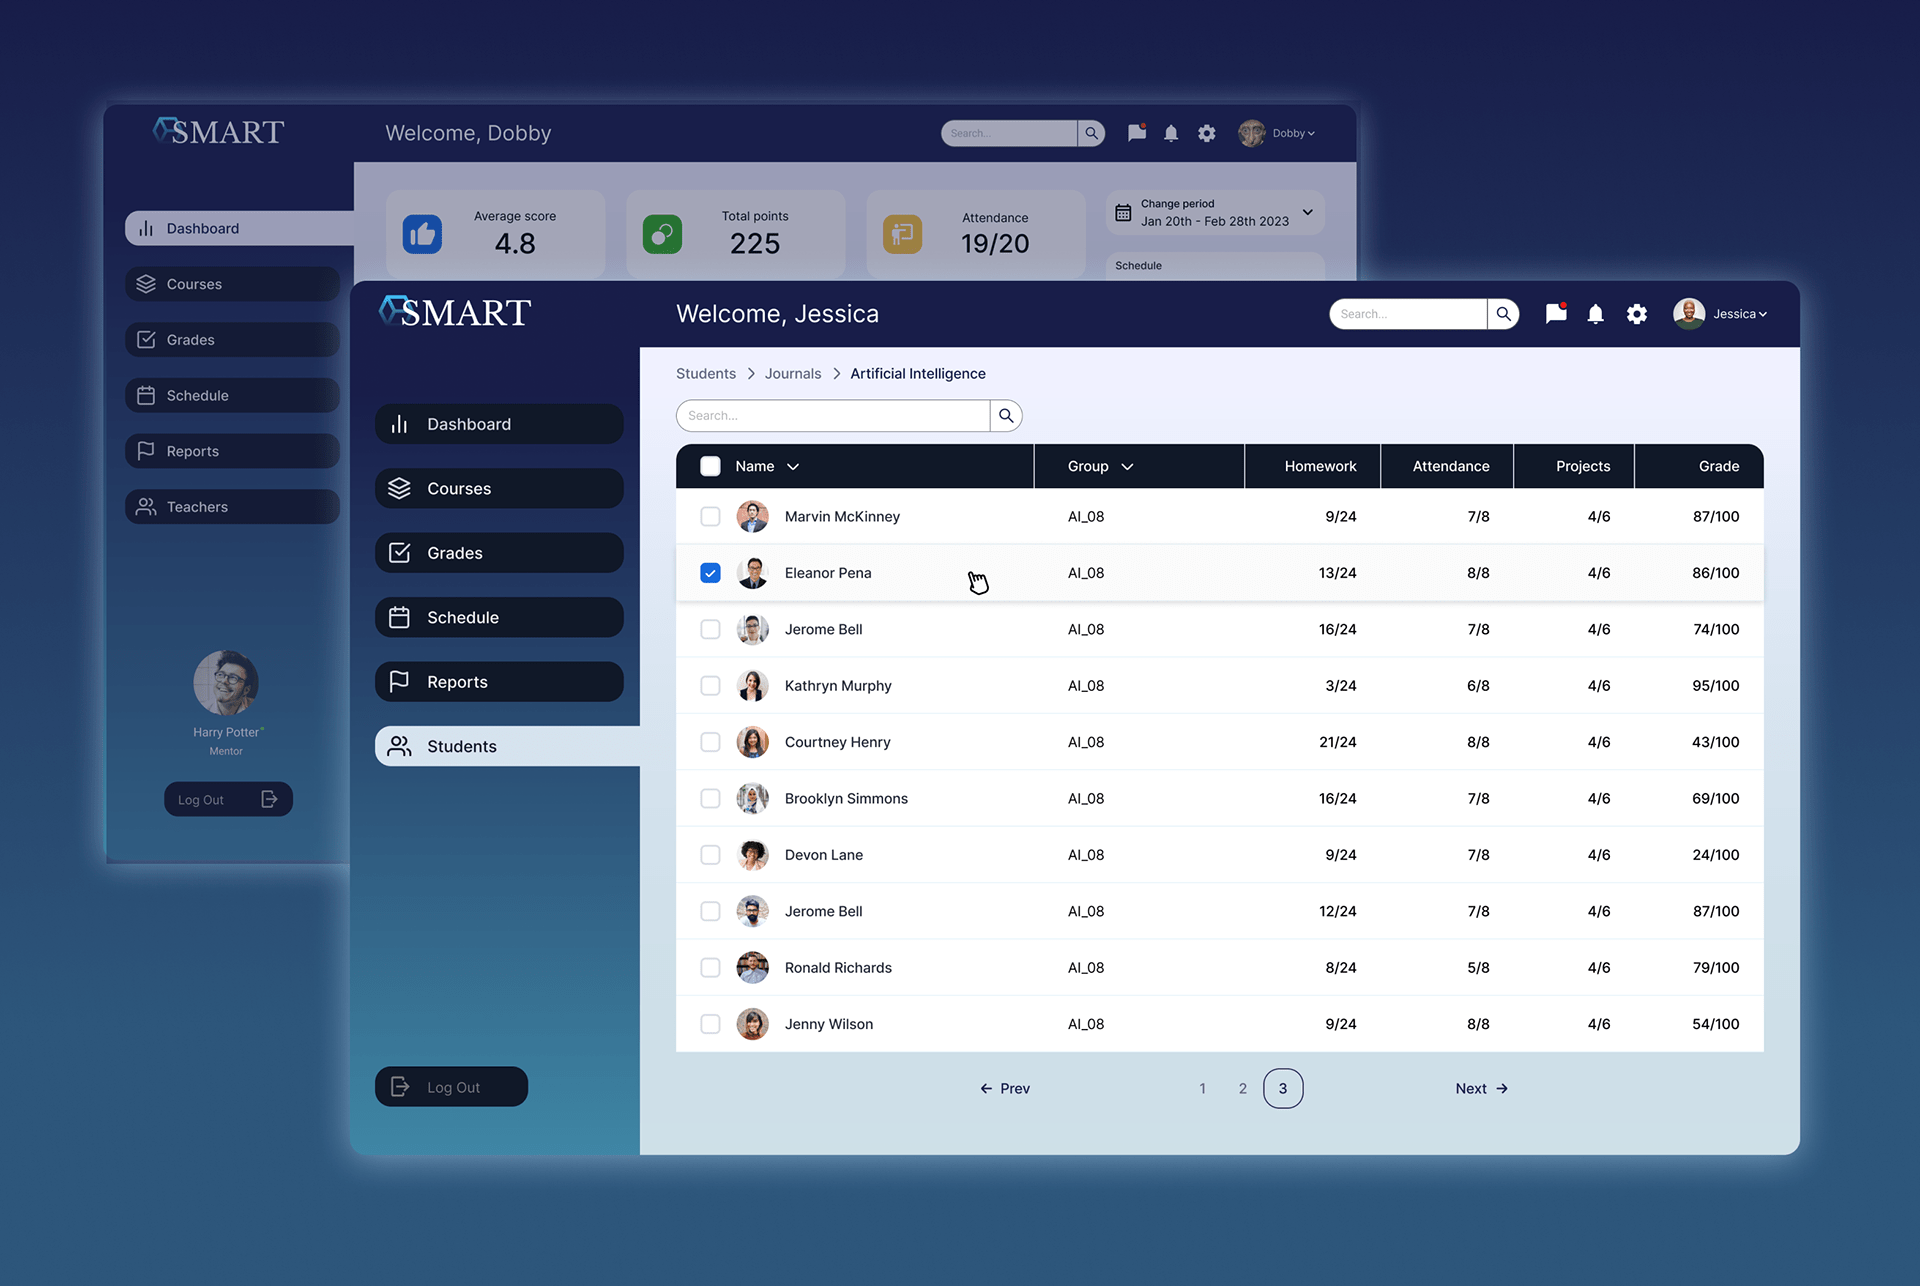 SMART
Welcome, Dobby
Search...
Dobby
Dashboard
Courses
Grades
Schedule
Reports
Teachers
Average score
4.8
Total points
225
Attendance
19/20
Change period
Jan 20th - Feb 28th 2023
Schedule
Harry Potter
Mentor
Log Out
SMART
Welcome, Jessica
Search...
Jessica
Dashboard
Courses
Grades
Schedule
Reports
Students
Log Out
Students > Journals > Artificial Intelligence
Search...
Name Group Homework Attendance Projects Grade
Marvin McKinney AI_08 9/24 7/8 4/6 87/100
Eleanor Pena AI_08 13/24 8/8 4/6 86/100
Jerome Bell AI_08 16/24 7/8 4/6 74/100
Kathryn Murphy AI_08 3/24 6/8 4/6 95/100
Courtney Henry AI_08 21/24 8/8 4/6 43/100
Brooklyn Simmons AI_08 16/24 7/8 4/6 69/100
Devon Lane AI_08 9/24 7/8 4/6 24/100
Jerome Bell AI_08 12/24 7/8 4/6 87/100
Ronald Richards AI_08 8/24 5/8 4/6 79/100
Jenny Wilson AI_08 9/24 8/8 4/6 54/100
← Prev 1 2 3 Next →